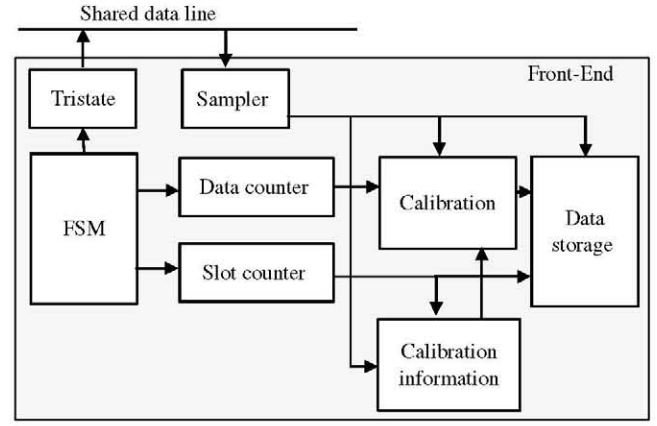 Shared data line
Front-End
Tristate
Sampler
FSM
Data counter
Calibration
Data
storage
Slot counter
Calibration
information